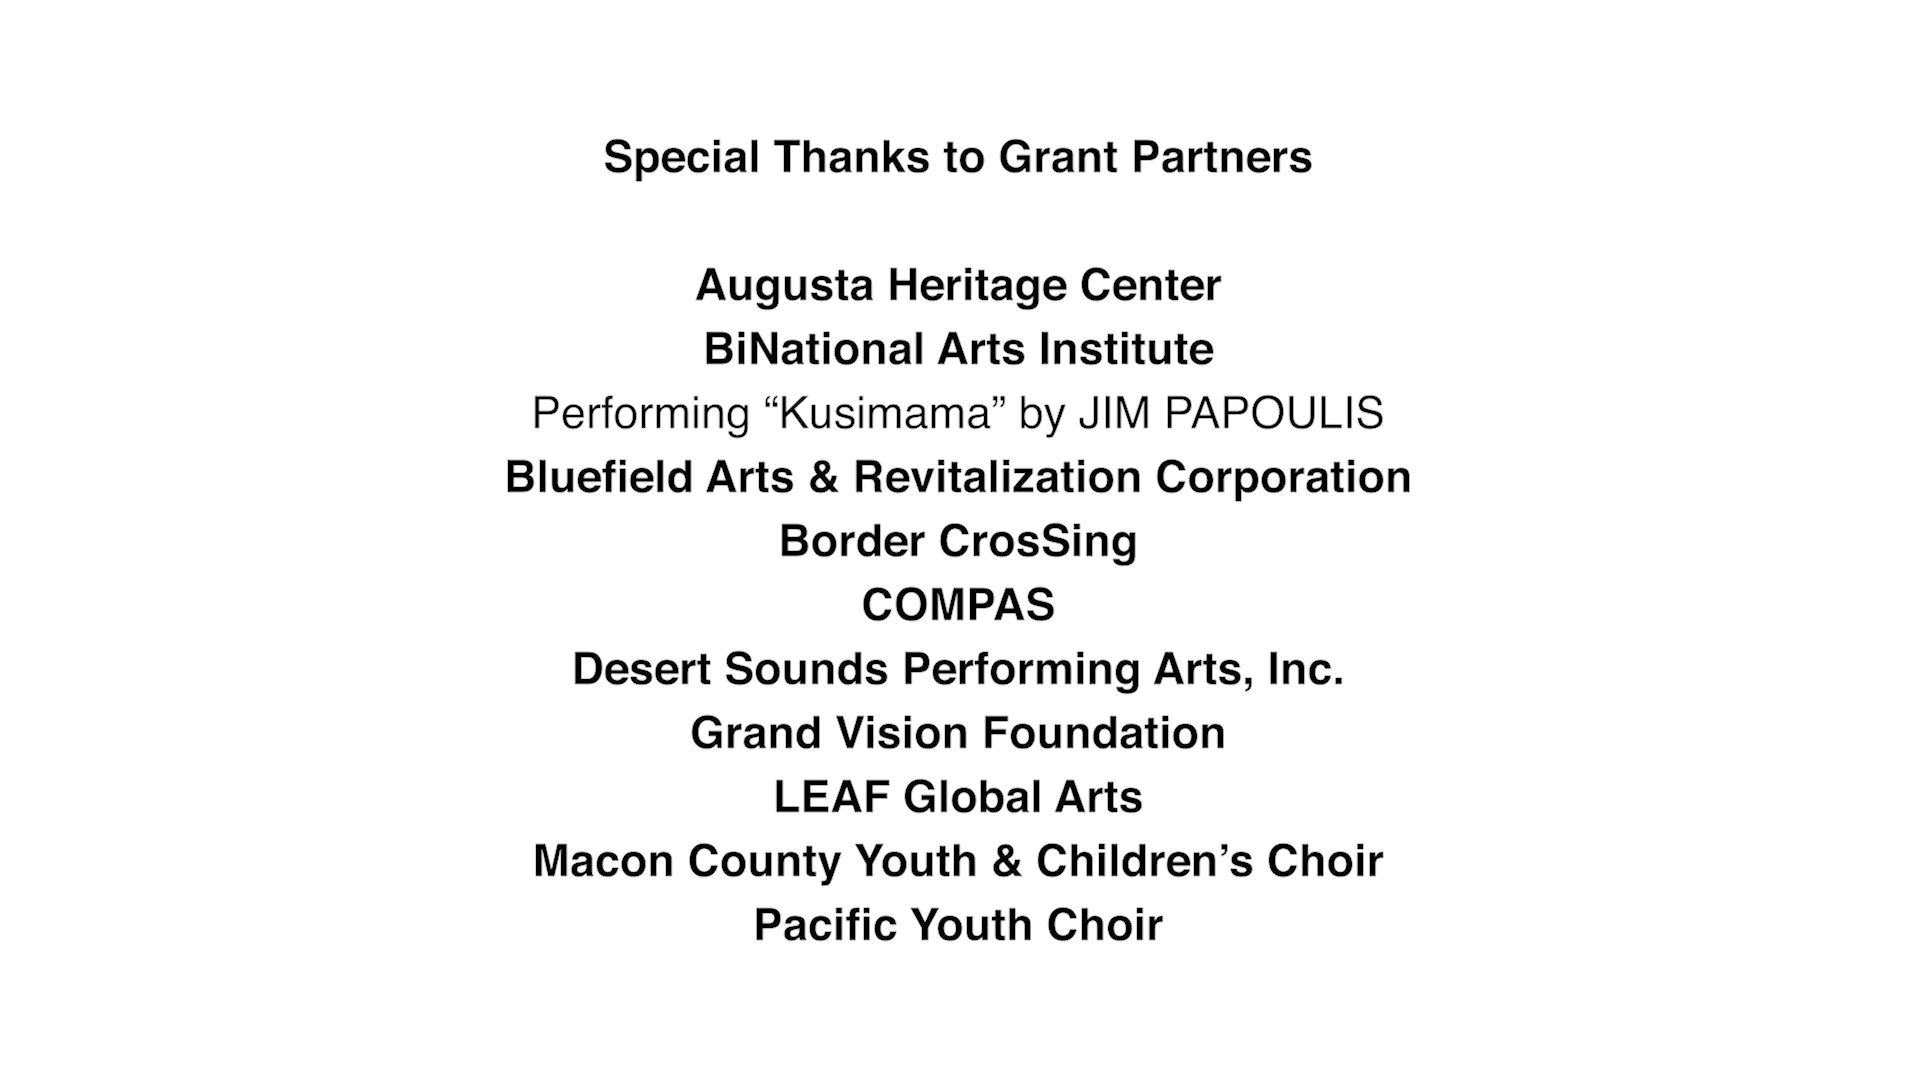 Special Thanks to Grant Partners
Augusta Heritage Center
BiNational Arts Institute
Performing “Kusimama” by JIM PAPOULIS
Bluefield Arts & Revitalization Corporation
Border CrosSing
COMPAS
Desert Sounds Performing Arts, Inc.
Grand Vision Foundation
LEAF Global Arts
Macon County Youth & Children’s Choir
Pacific Youth Choir